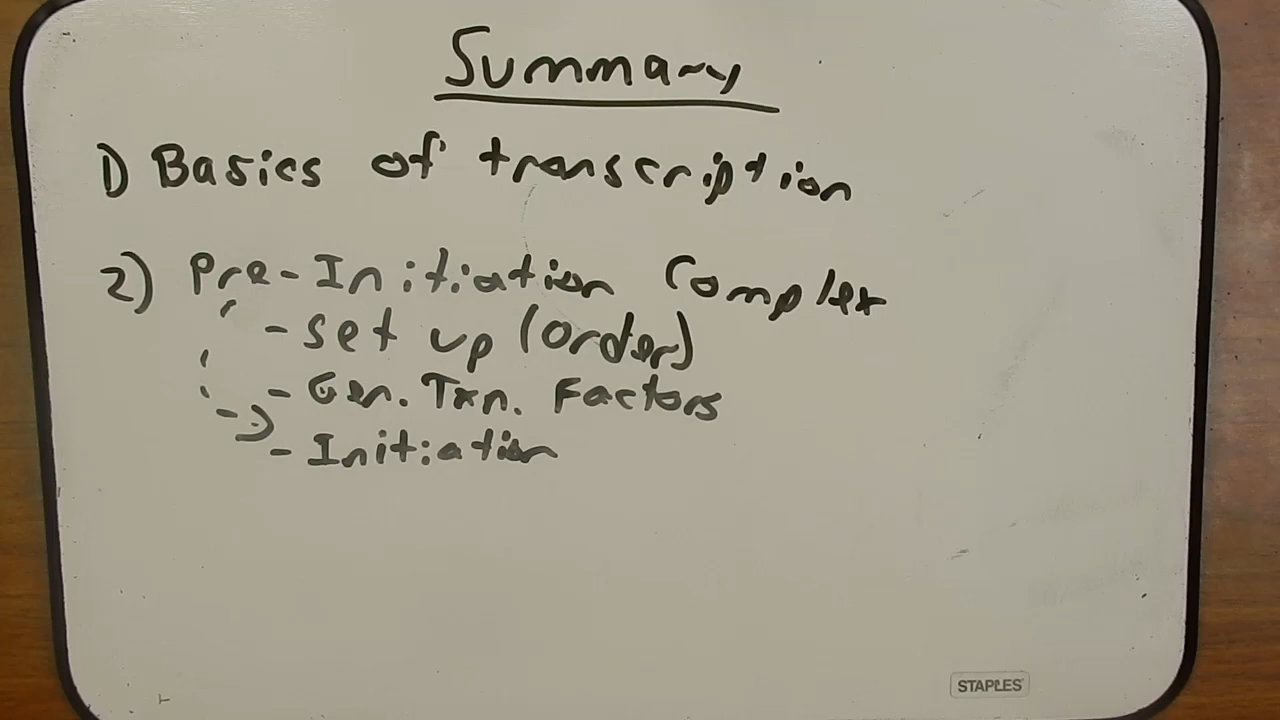 Summary
1) Basics of transcription
2) Pre-Initiation Complex
- set up (order)
- Gen. Txn. Factors
- Initiation
STAPLES